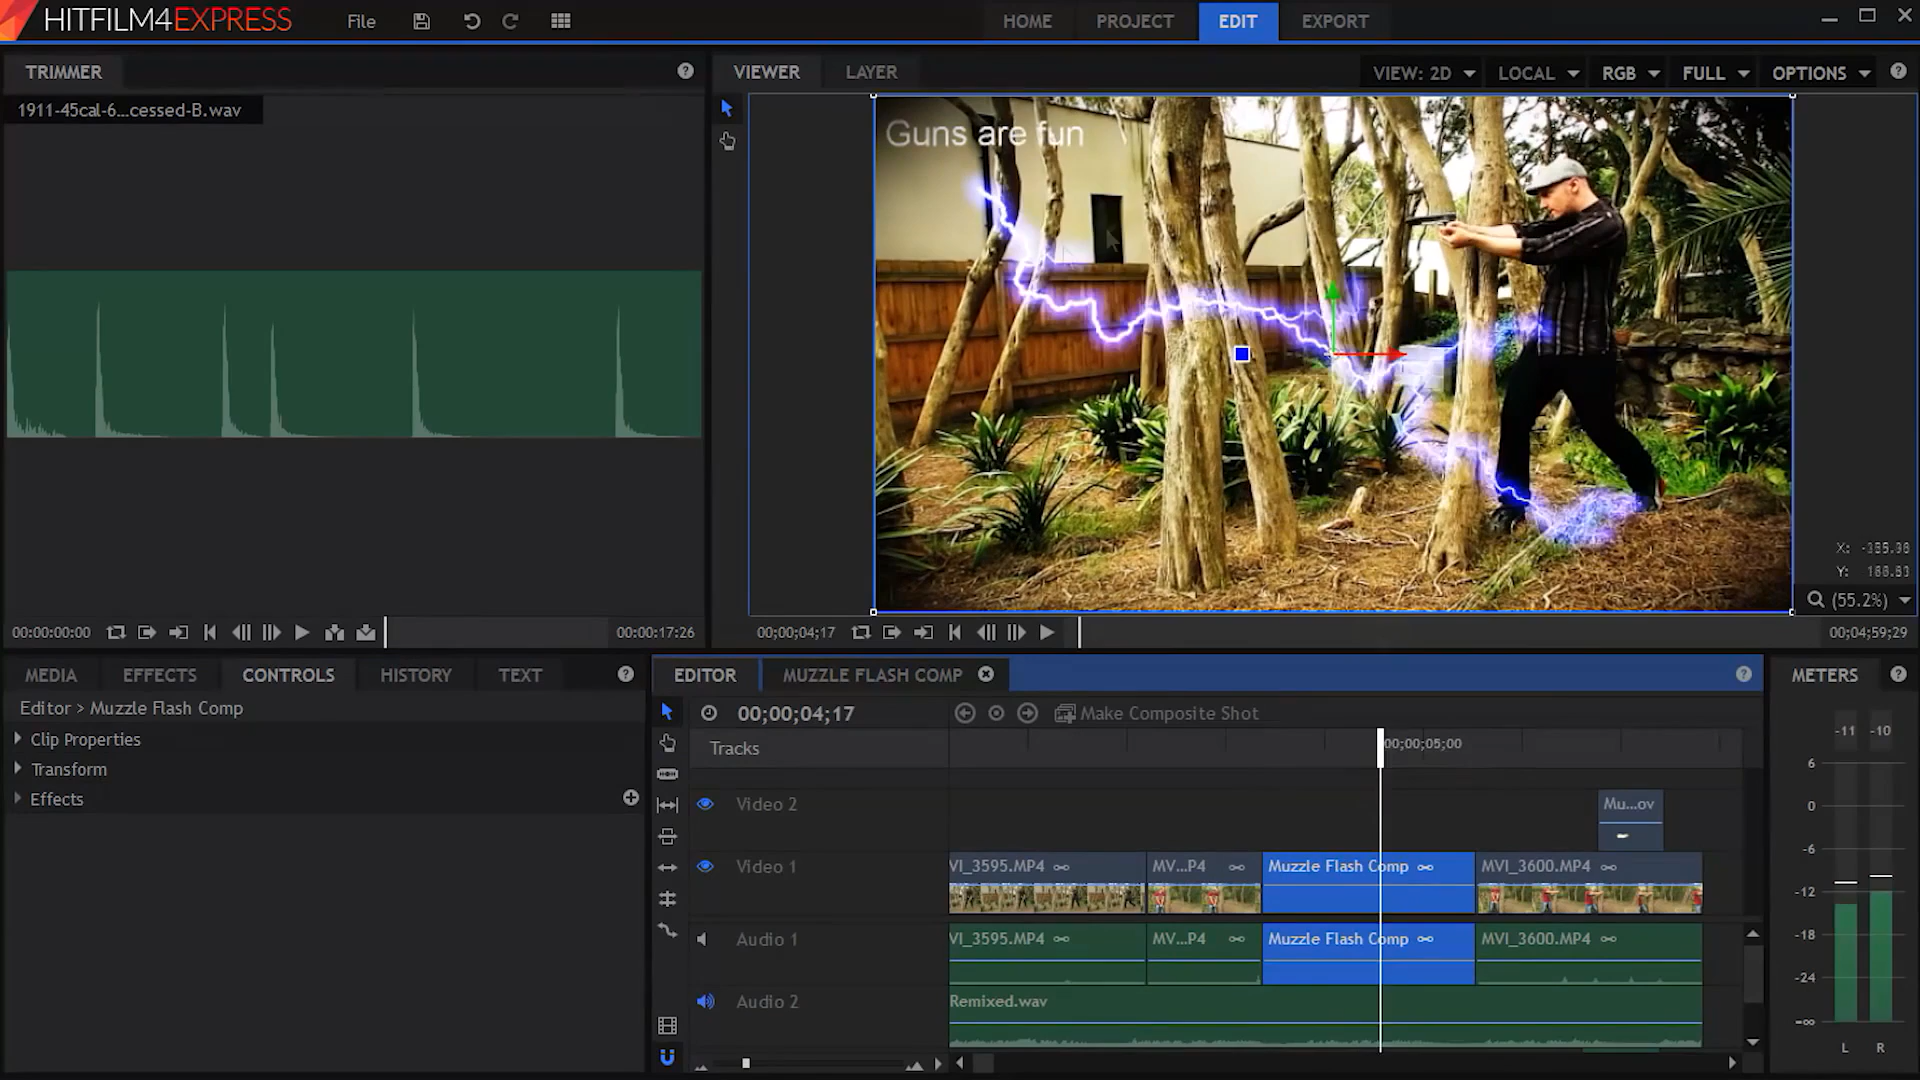 HITFILM4EXPRESS
File
HOME
PROJECT
EDIT
EXPORT
TRIMMER
1911-45cal-6...cessed-B.wav
VIEWER
LAYER
VIEW: 2D
LOCAL
RGB
FULL
OPTIONS
Guns are fun
X: -185.98
Y: 188.83
(55.2%)
00:00:00:00
00:00:17:26
00;00;04;17
00;04;59;29
MEDIA
EFFECTS
CONTROLS
HISTORY
TEXT
Editor > Muzzle Flash Comp
Clip Properties
Transform
Effects
EDITOR
MUZZLE FLASH COMP
00;00;04;17
Make Composite Shot
Tracks
00;00;05;00
Video 2
Mu...ov
Video 1
VI_3595.MP4
MV...P4
Muzzle Flash Comp
MVI_3600.MP4
Audio 1
VI_3595.MP4
MV...P4
Muzzle Flash Comp
MVI_3600.MP4
Audio 2
Remixed.wav
METERS
-11 -10
6
0
-6
-12
-18
-24
-∞
L R